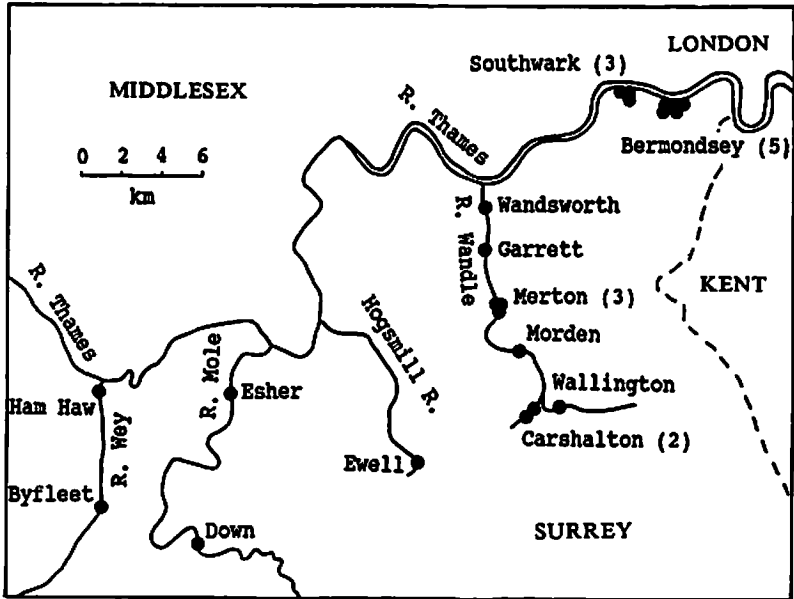 LONDON
Southwark (3)
MIDDLESEX
R. Thames
0 2 4 6
km
Bermondsey (5)
Wandsworth
R. Wandle
Garrett
KENT
R. Thames
Hogsmill R.
Merton (3)
Morden
R. Mole
Esher
Wallington
Ham Haw
R. Wey
Carshalton (2)
Ewell
Byfleet
Down
SURREY